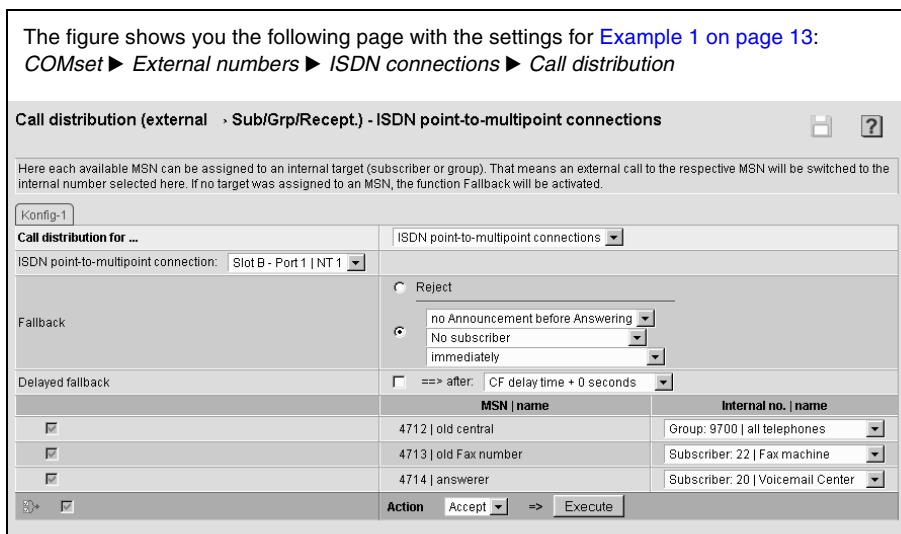 The figure shows you the following page with the settings for Example 1 on page 13:
COMset ▶ External numbers ▶ ISDN connections ▶ Call distribution
Call distribution (external › Sub/Grp/Recept.) - ISDN point-to-multipoint connections
?
Here each available MSN can be assigned to an internal target (subscriber or group). That means an external call to the respective MSN will be switched to the
internal number selected here. If no target was assigned to an MSN, the function Fallback will be activated.
Konfig-1
Call distribution for ... ISDN point-to-multipoint connections
ISDN point-to-multipoint connection: Slot B - Port 1 | NT 1
Reject
Fallback
no Announcement before Answering
No subscriber
immediately
Delayed fallback ==> after: CF delay time + 0 seconds
MSN | name Internal no. | name
4712 | old central Group: 9700 | all telephones
4713 | old Fax number Subscriber: 22 | Fax machine
4714 | answerer Subscriber: 20 | Voicemail Center
Action Accept => Execute